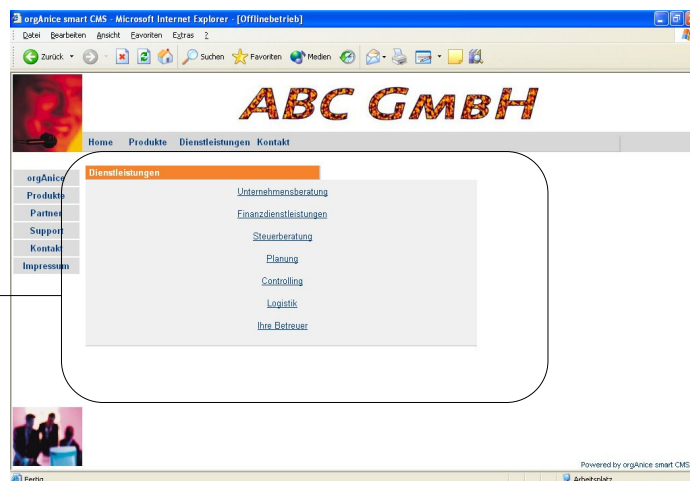 orgAnice smart CMS - Microsoft Internet Explorer - [Offlinebetrieb]
Datei Bearbeiten Ansicht Favoriten Extras ?
Zurück Suchen Favoriten Medien
ABC GmbH
Home Produkte Dienstleistungen Kontakt
orgAnice
Produkte
Partner
Support
Kontakt
Impressum
Dienstleistungen
Unternehmensberatung
Finanzdienstleistungen
Steuerberatung
Planung
Controlling
Logistik
Ihre Betreuer
Powered by orgAnice smart CMS
Fertig Arbeitsplatz